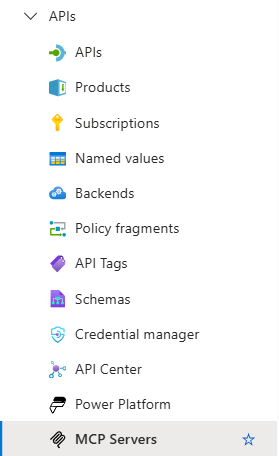 APIs
APIs
Products
Subscriptions
Named values
Backends
Policy fragments
API Tags
Schemas
Credential manager
API Center
Power Platform
MCP Servers